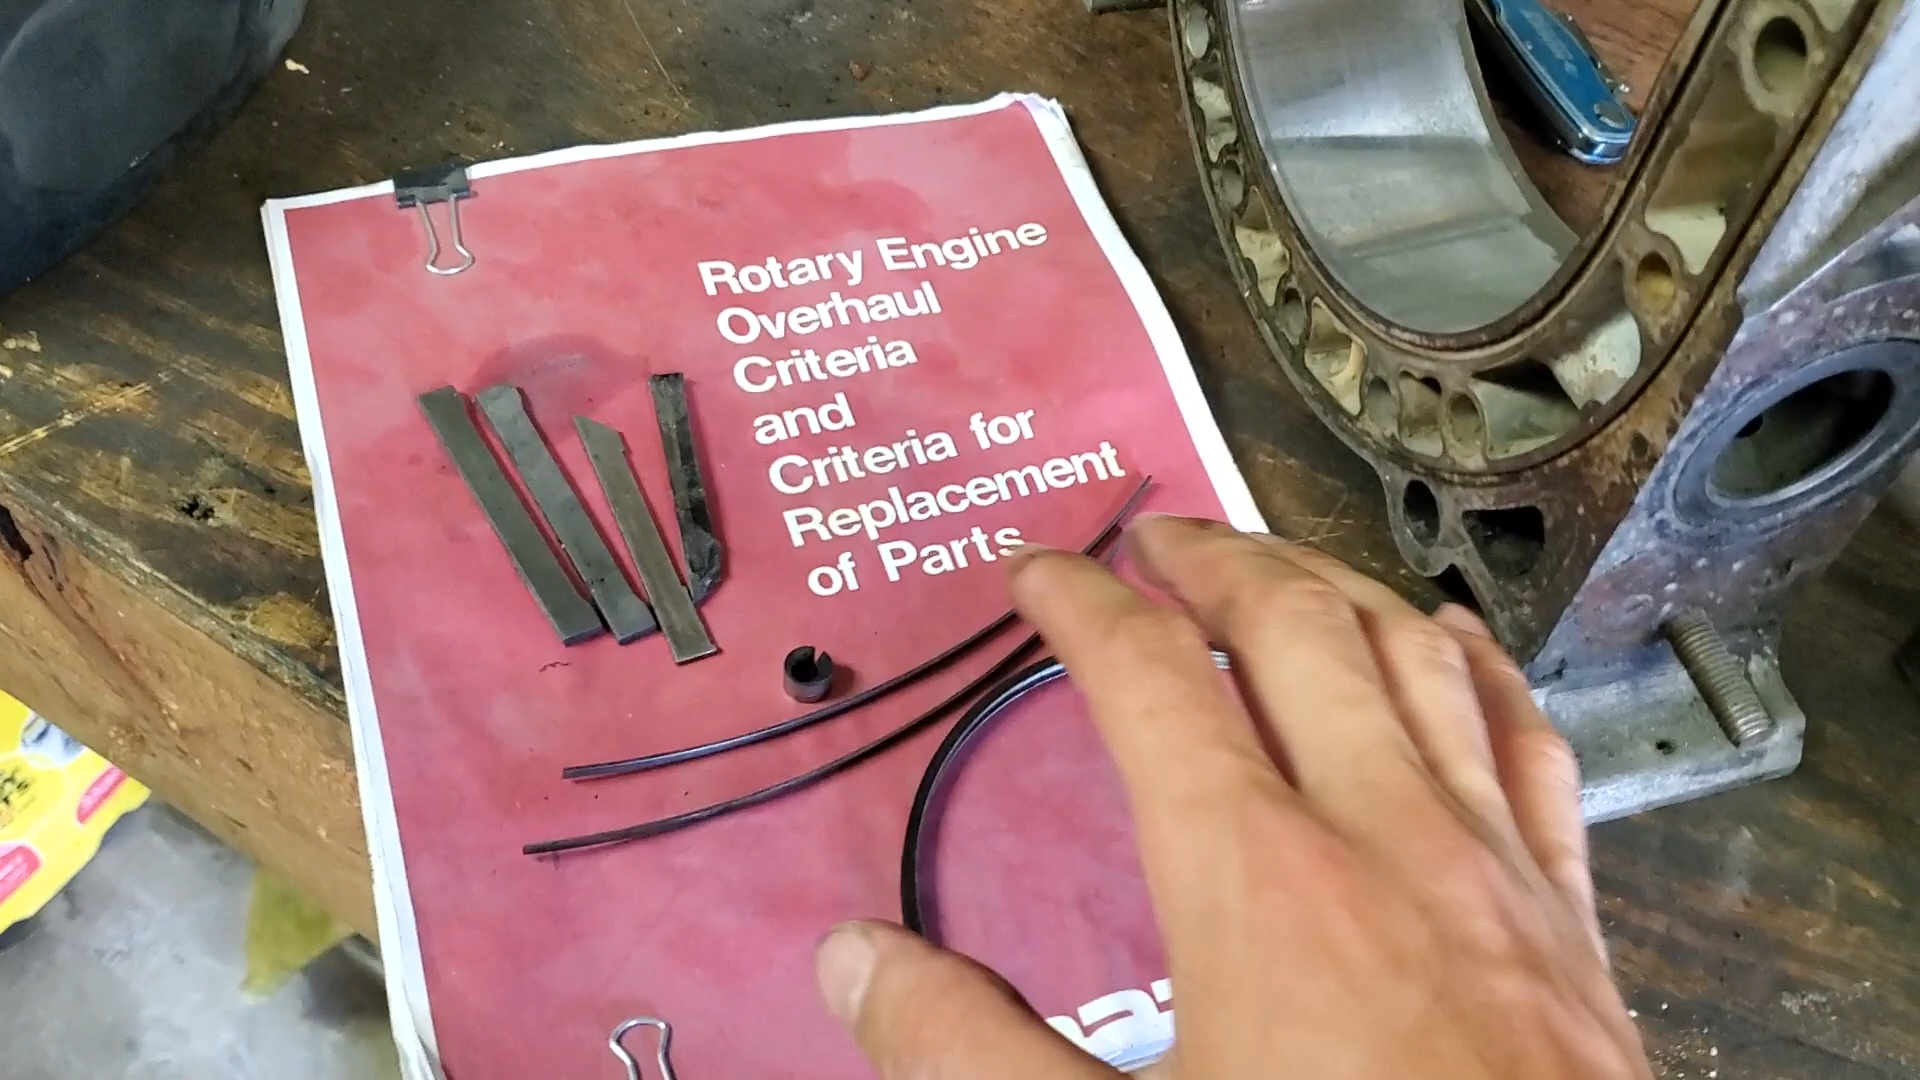 Rotary Engine
Overhaul
Criteria
and
Criteria for
Replacement
of Parts